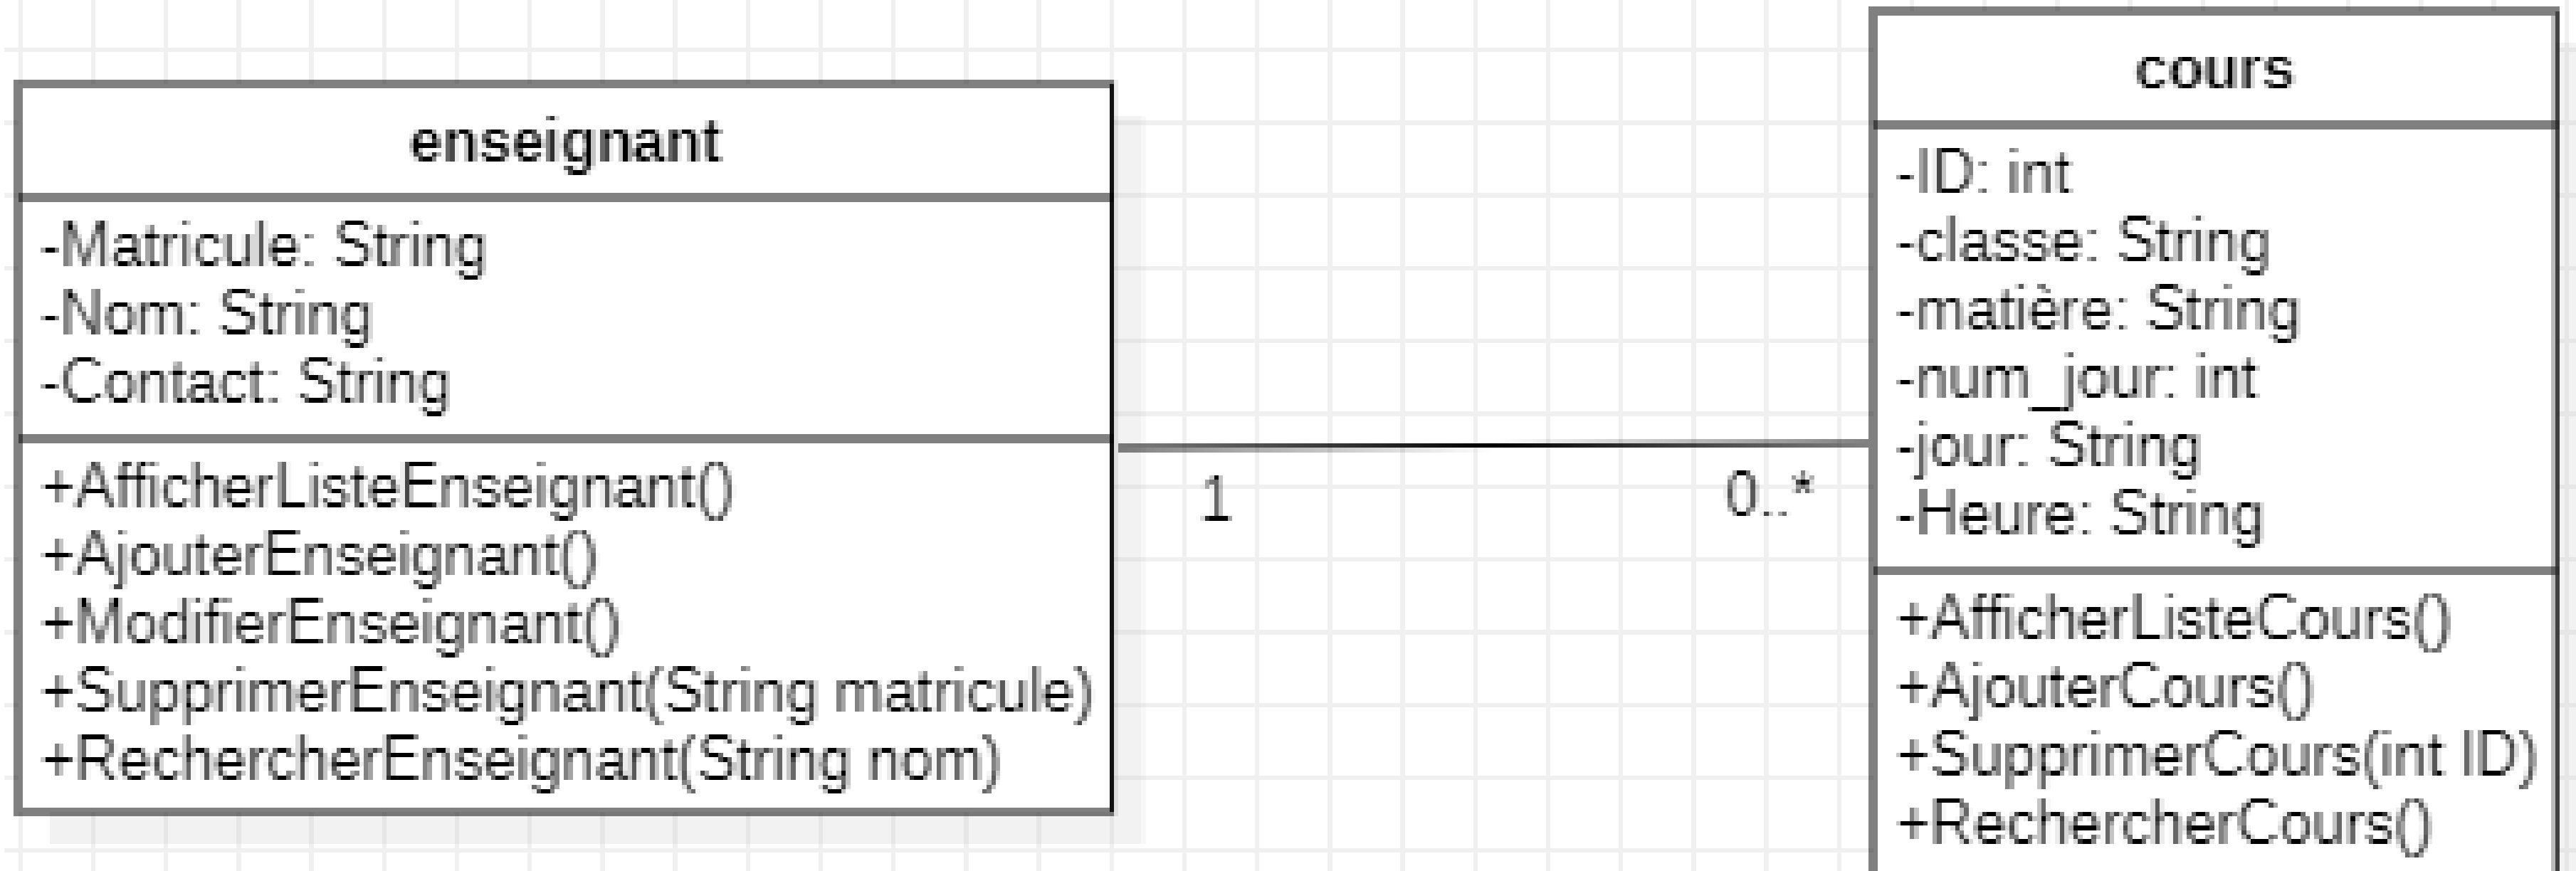 enseignant
-Matricule: String
-Nom: String
-Contact: String
+AfficherListeEnseignant()
+AjouterEnseignant()
+ModifierEnseignant()
+SupprimerEnseignant(String matricule)
+RechercherEnseignant(String nom)
1
0..*
cours
-ID: int
-classe: String
-matière: String
-num_jour: int
-jour: String
-Heure: String
+AfficherListeCours()
+AjouterCours()
+SupprimerCours(int ID)
+RechercherCours()